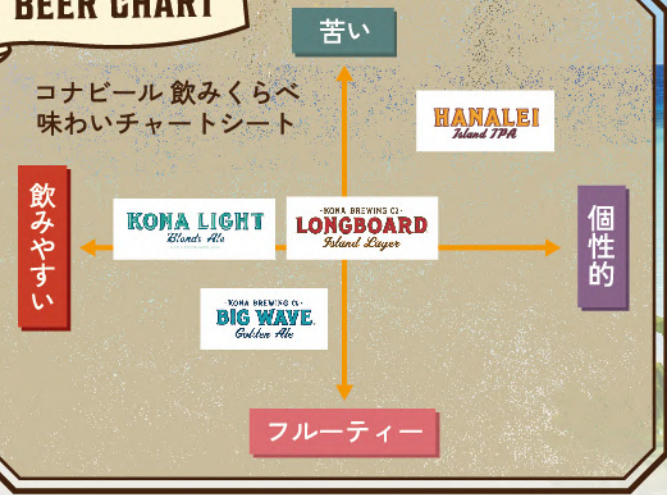 BEER CHART
苦い
コナビール 飲みくらべ
味わいチャートシート
HANALEI
Island IPA
飲みやすい
KONA LIGHT
Blonde Ale
KONA BREWING CO.
LONGBOARD
Island Lager
個性的
KONA BREWING CO.
BIG WAVE
Golden Ale
フルーティー